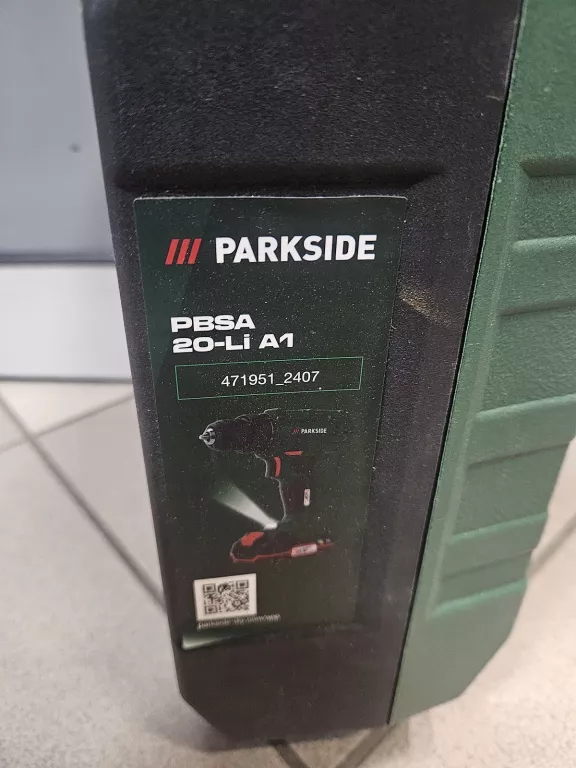 PARKSIDE
PBSA
20-Li A1
471951_2407
PARKSIDE